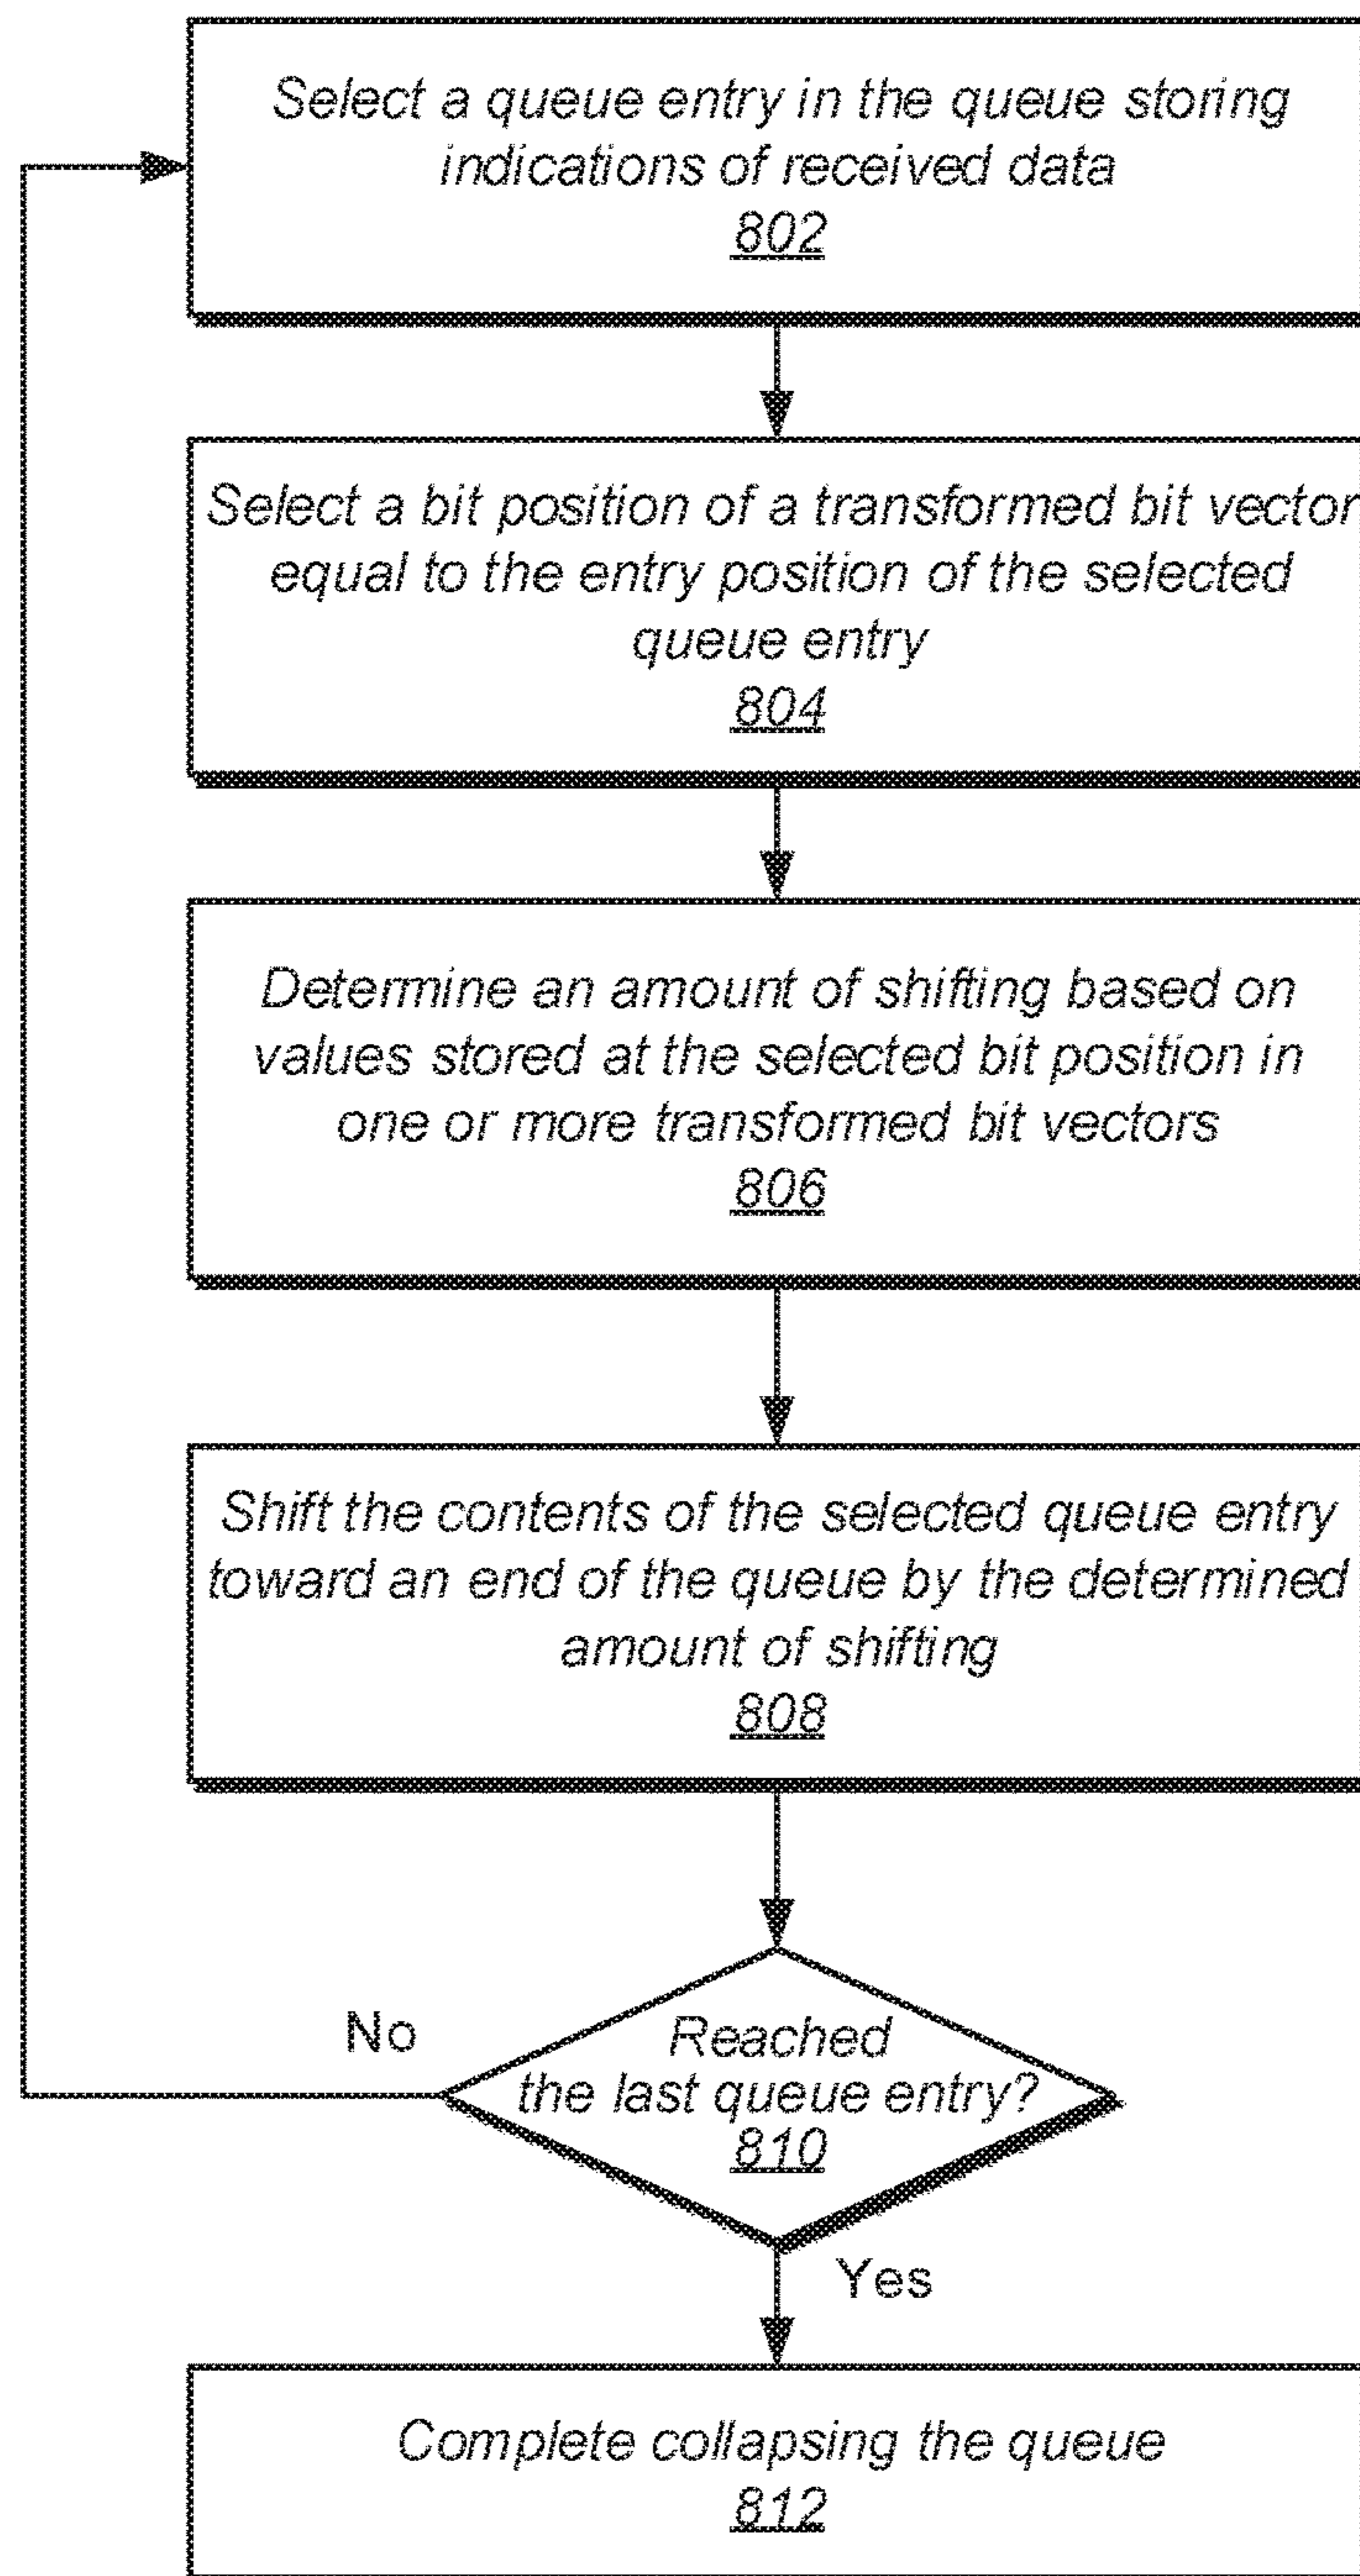 Select a queue entry in the queue storing
indications of received data
802
Select a bit position of a transformed bit vector
equal to the entry position of the selected
queue entry
804
Determine an amount of shifting based on
values stored at the selected bit position in
one or more transformed bit vectors
806
Shift the contents of the selected queue entry
toward an end of the queue by the determined
amount of shifting
808
No
Reached
the last queue entry?
810
Yes
Complete collapsing the queue
812